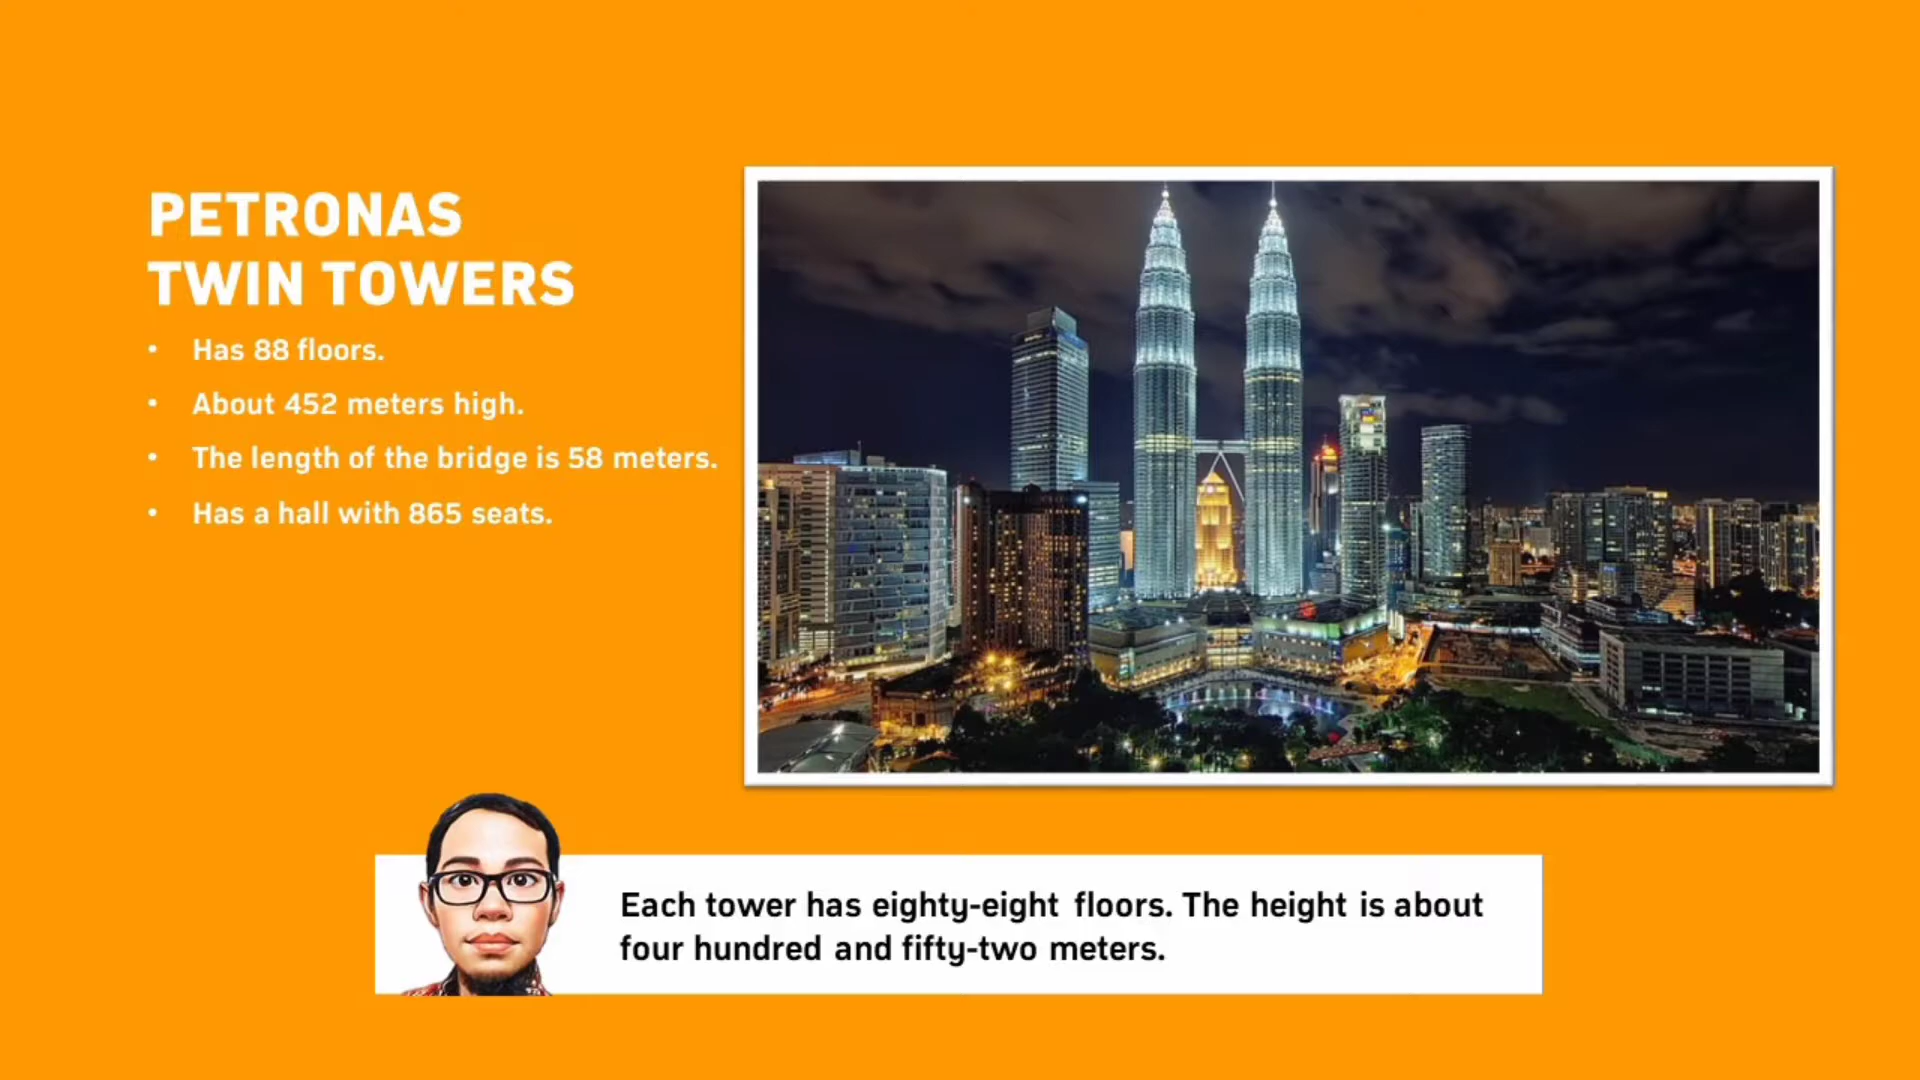 PETRONAS
TWIN TOWERS
• Has 88 floors.
• About 452 meters high.
• The length of the bridge is 58 meters.
• Has a hall with 865 seats.
Each tower has eighty-eight floors. The height is about
four hundred and fifty-two meters.